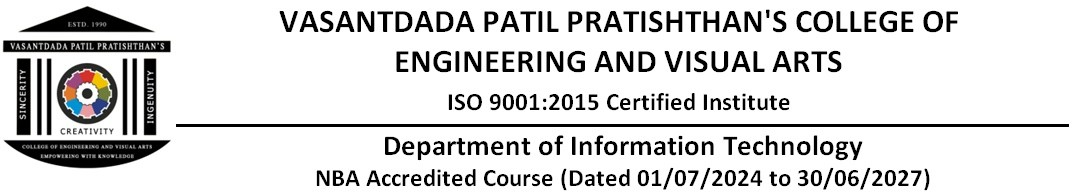 ESTD. 1990
VASANTDADA PATIL PRATISHTHAN'S
SINCERITY
INGENUITY
CREATIVITY
COLLEGE OF ENGINEERING AND VISUAL ARTS
EMPOWERING WITH KNOWLEDGE
VASANTDADA PATIL PRATISHTHAN'S COLLEGE OF
ENGINEERING AND VISUAL ARTS
ISO 9001:2015 Certified Institute
Department of Information Technology
NBA Accredited Course (Dated 01/07/2024 to 30/06/2027)